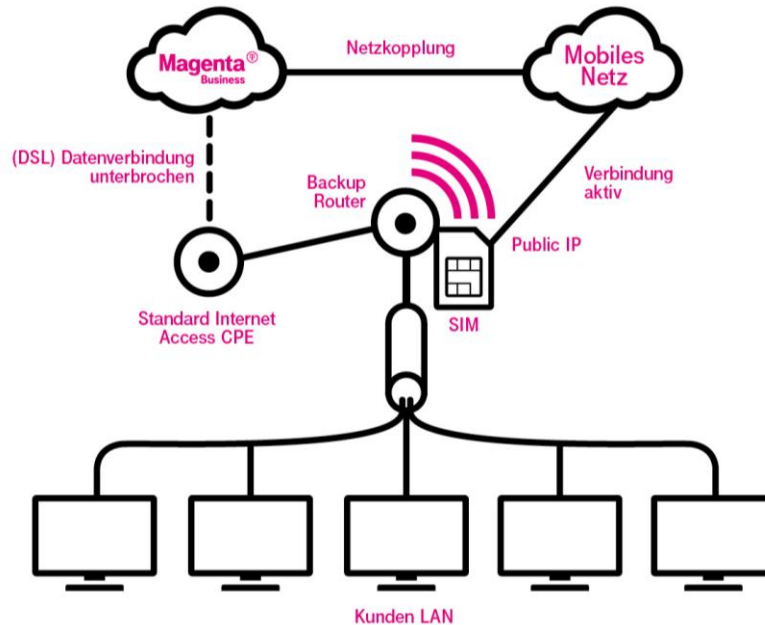 Netzkopplung
Magenta®
Business
Mobiles
Netz
(DSL) Datenverbindung
unterbrochen
Backup
Router
Verbindung
aktiv
Public IP
Standard Internet
Access CPE
SIM
Kunden LAN